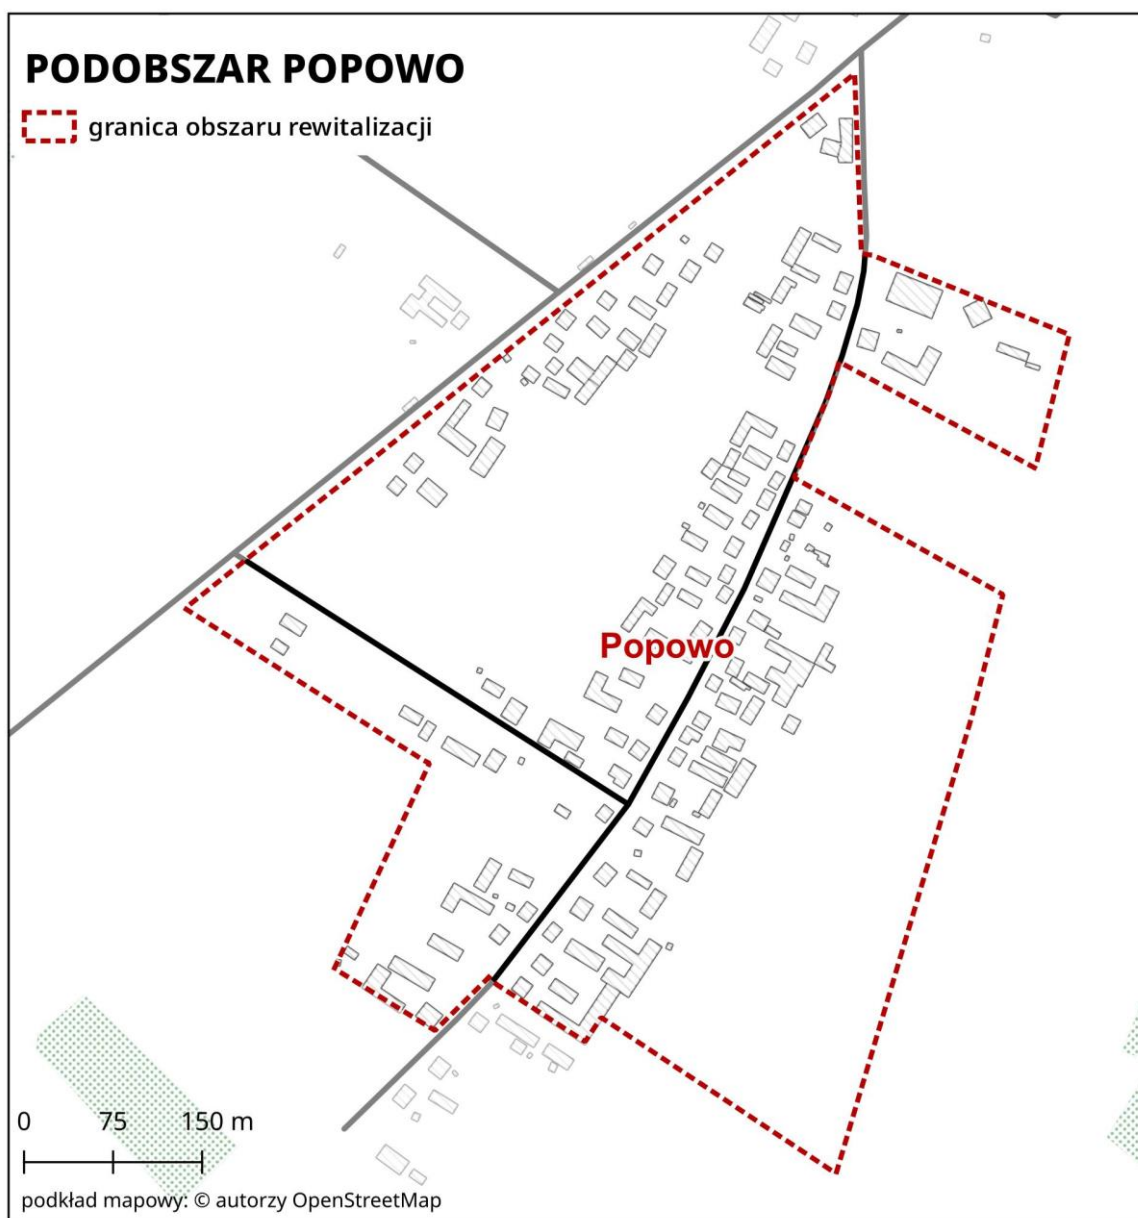 PODOBSZAR POPOWO
granica obszaru rewitalizacji
Popowo
0 75 150 m
podkład mapowy: © autorzy OpenStreetMap